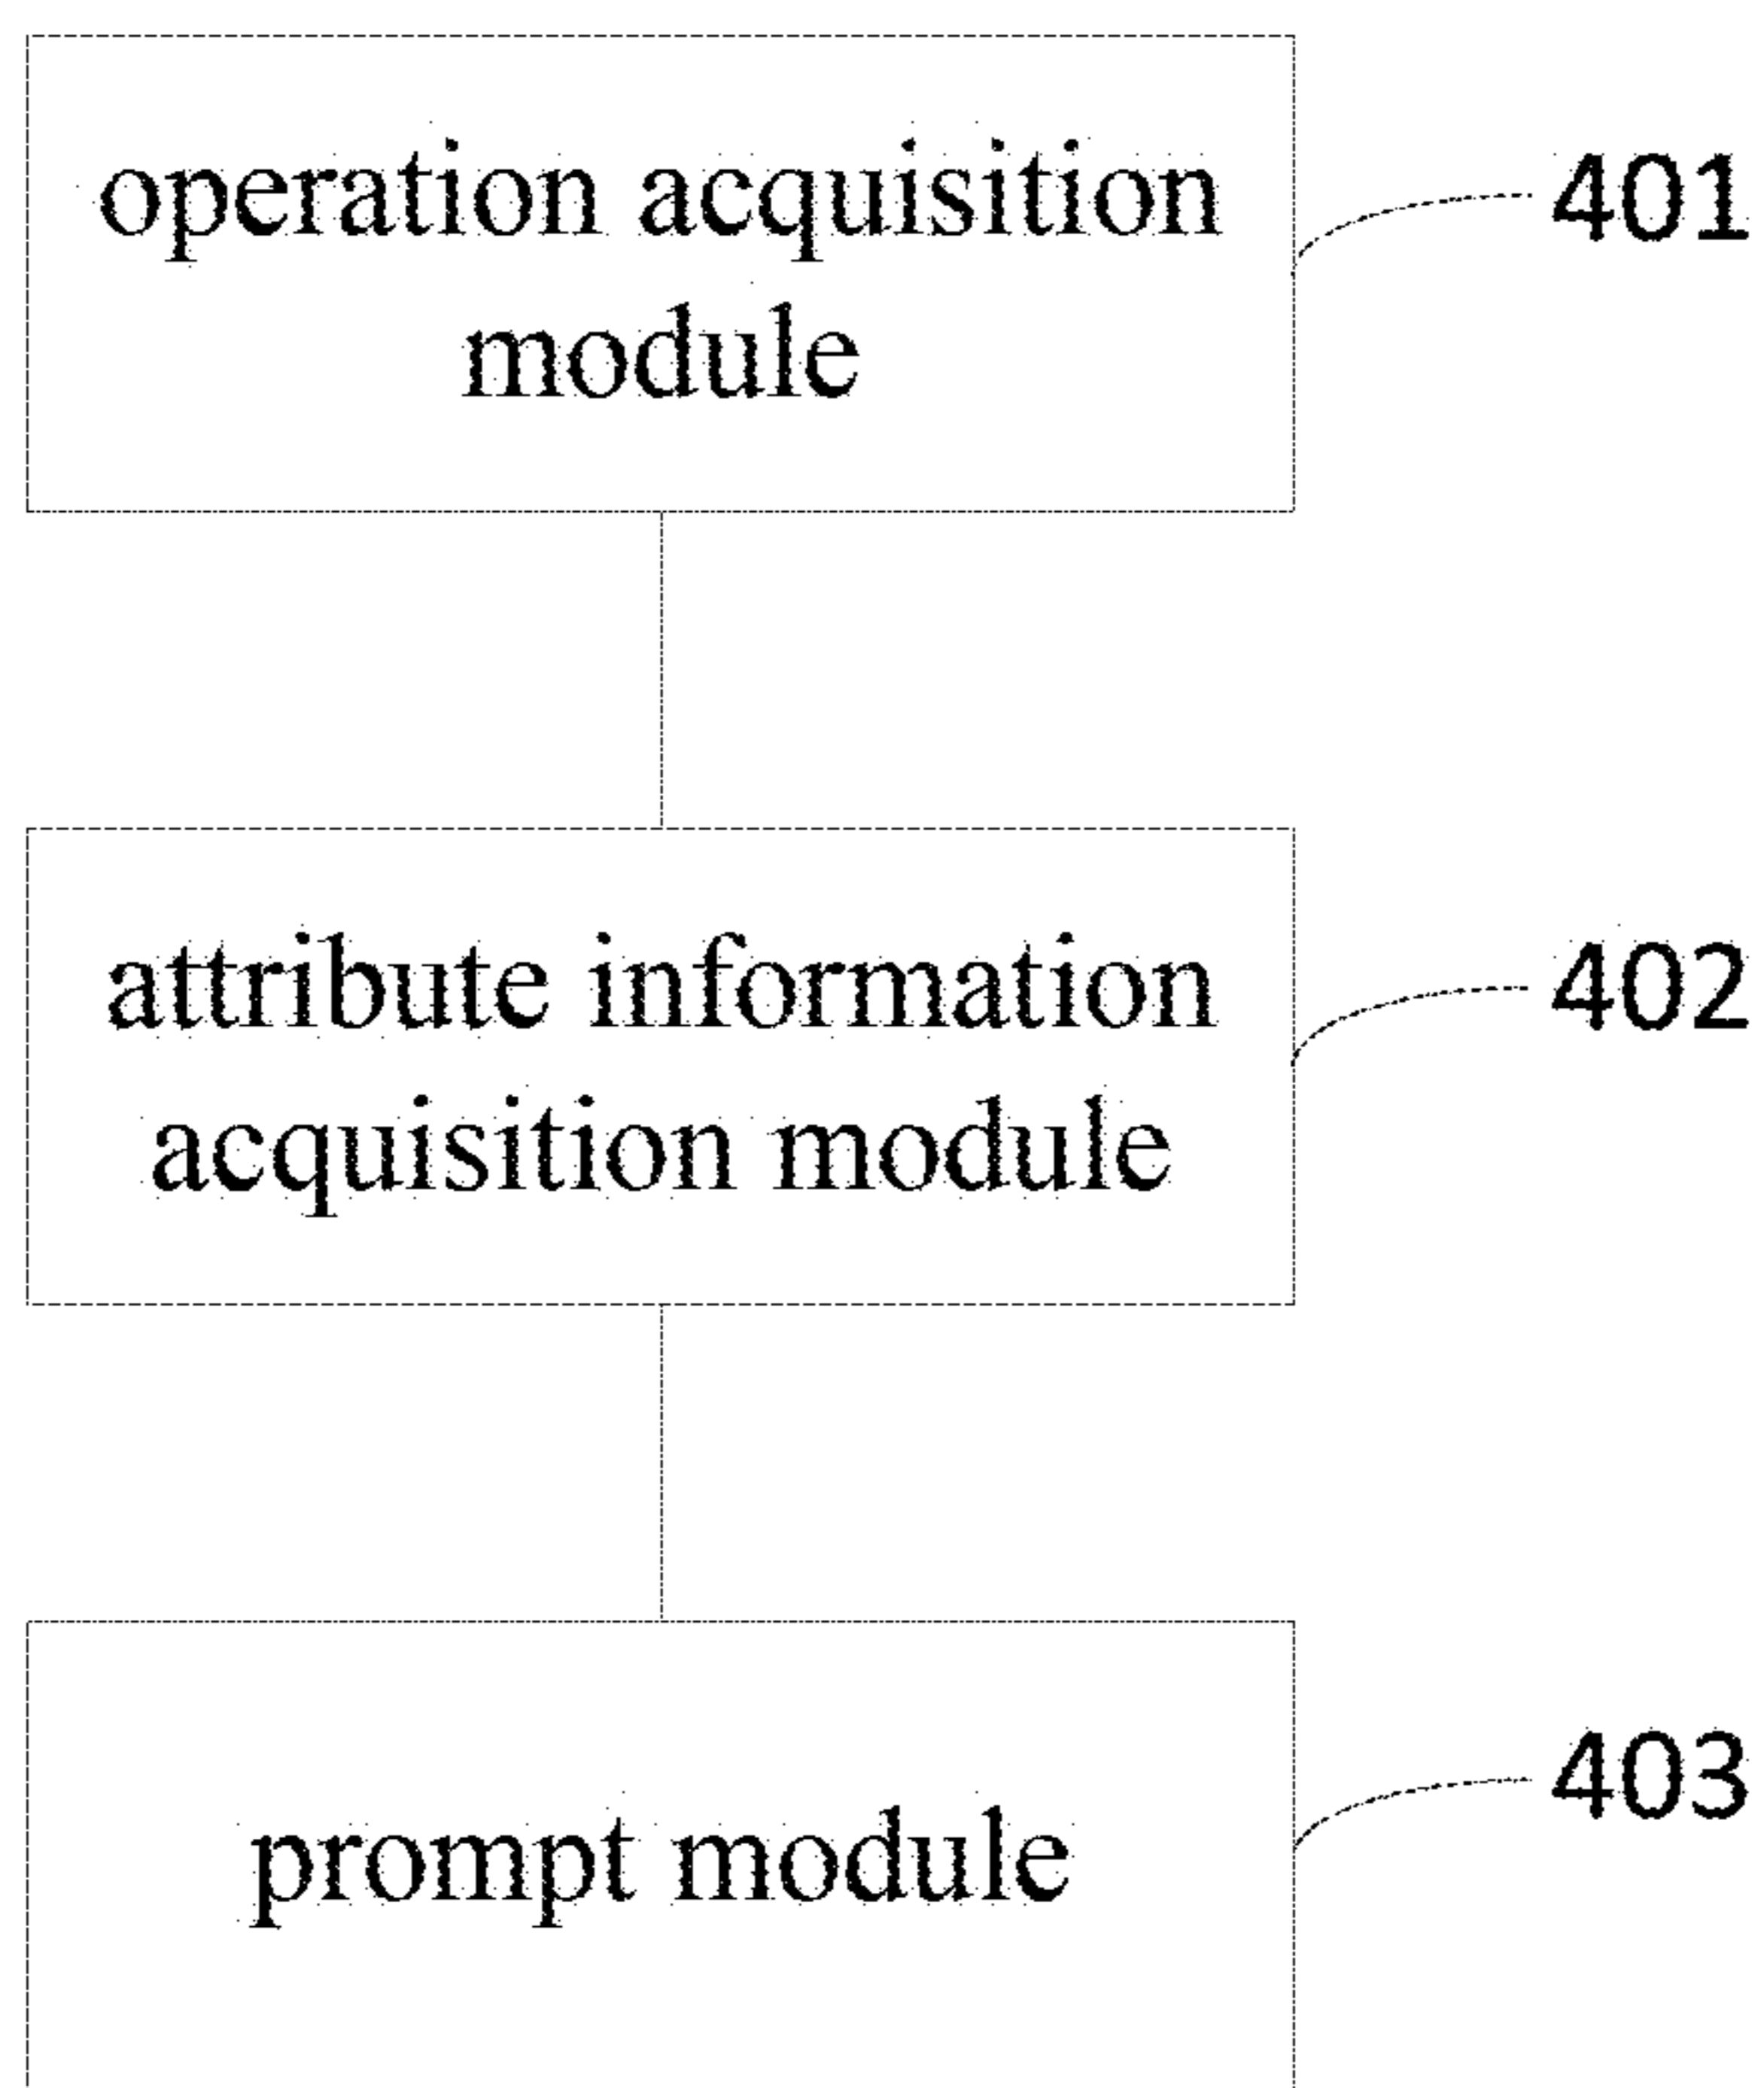 operation acquisition
module
401
attribute information
acquisition module
402
prompt module
403